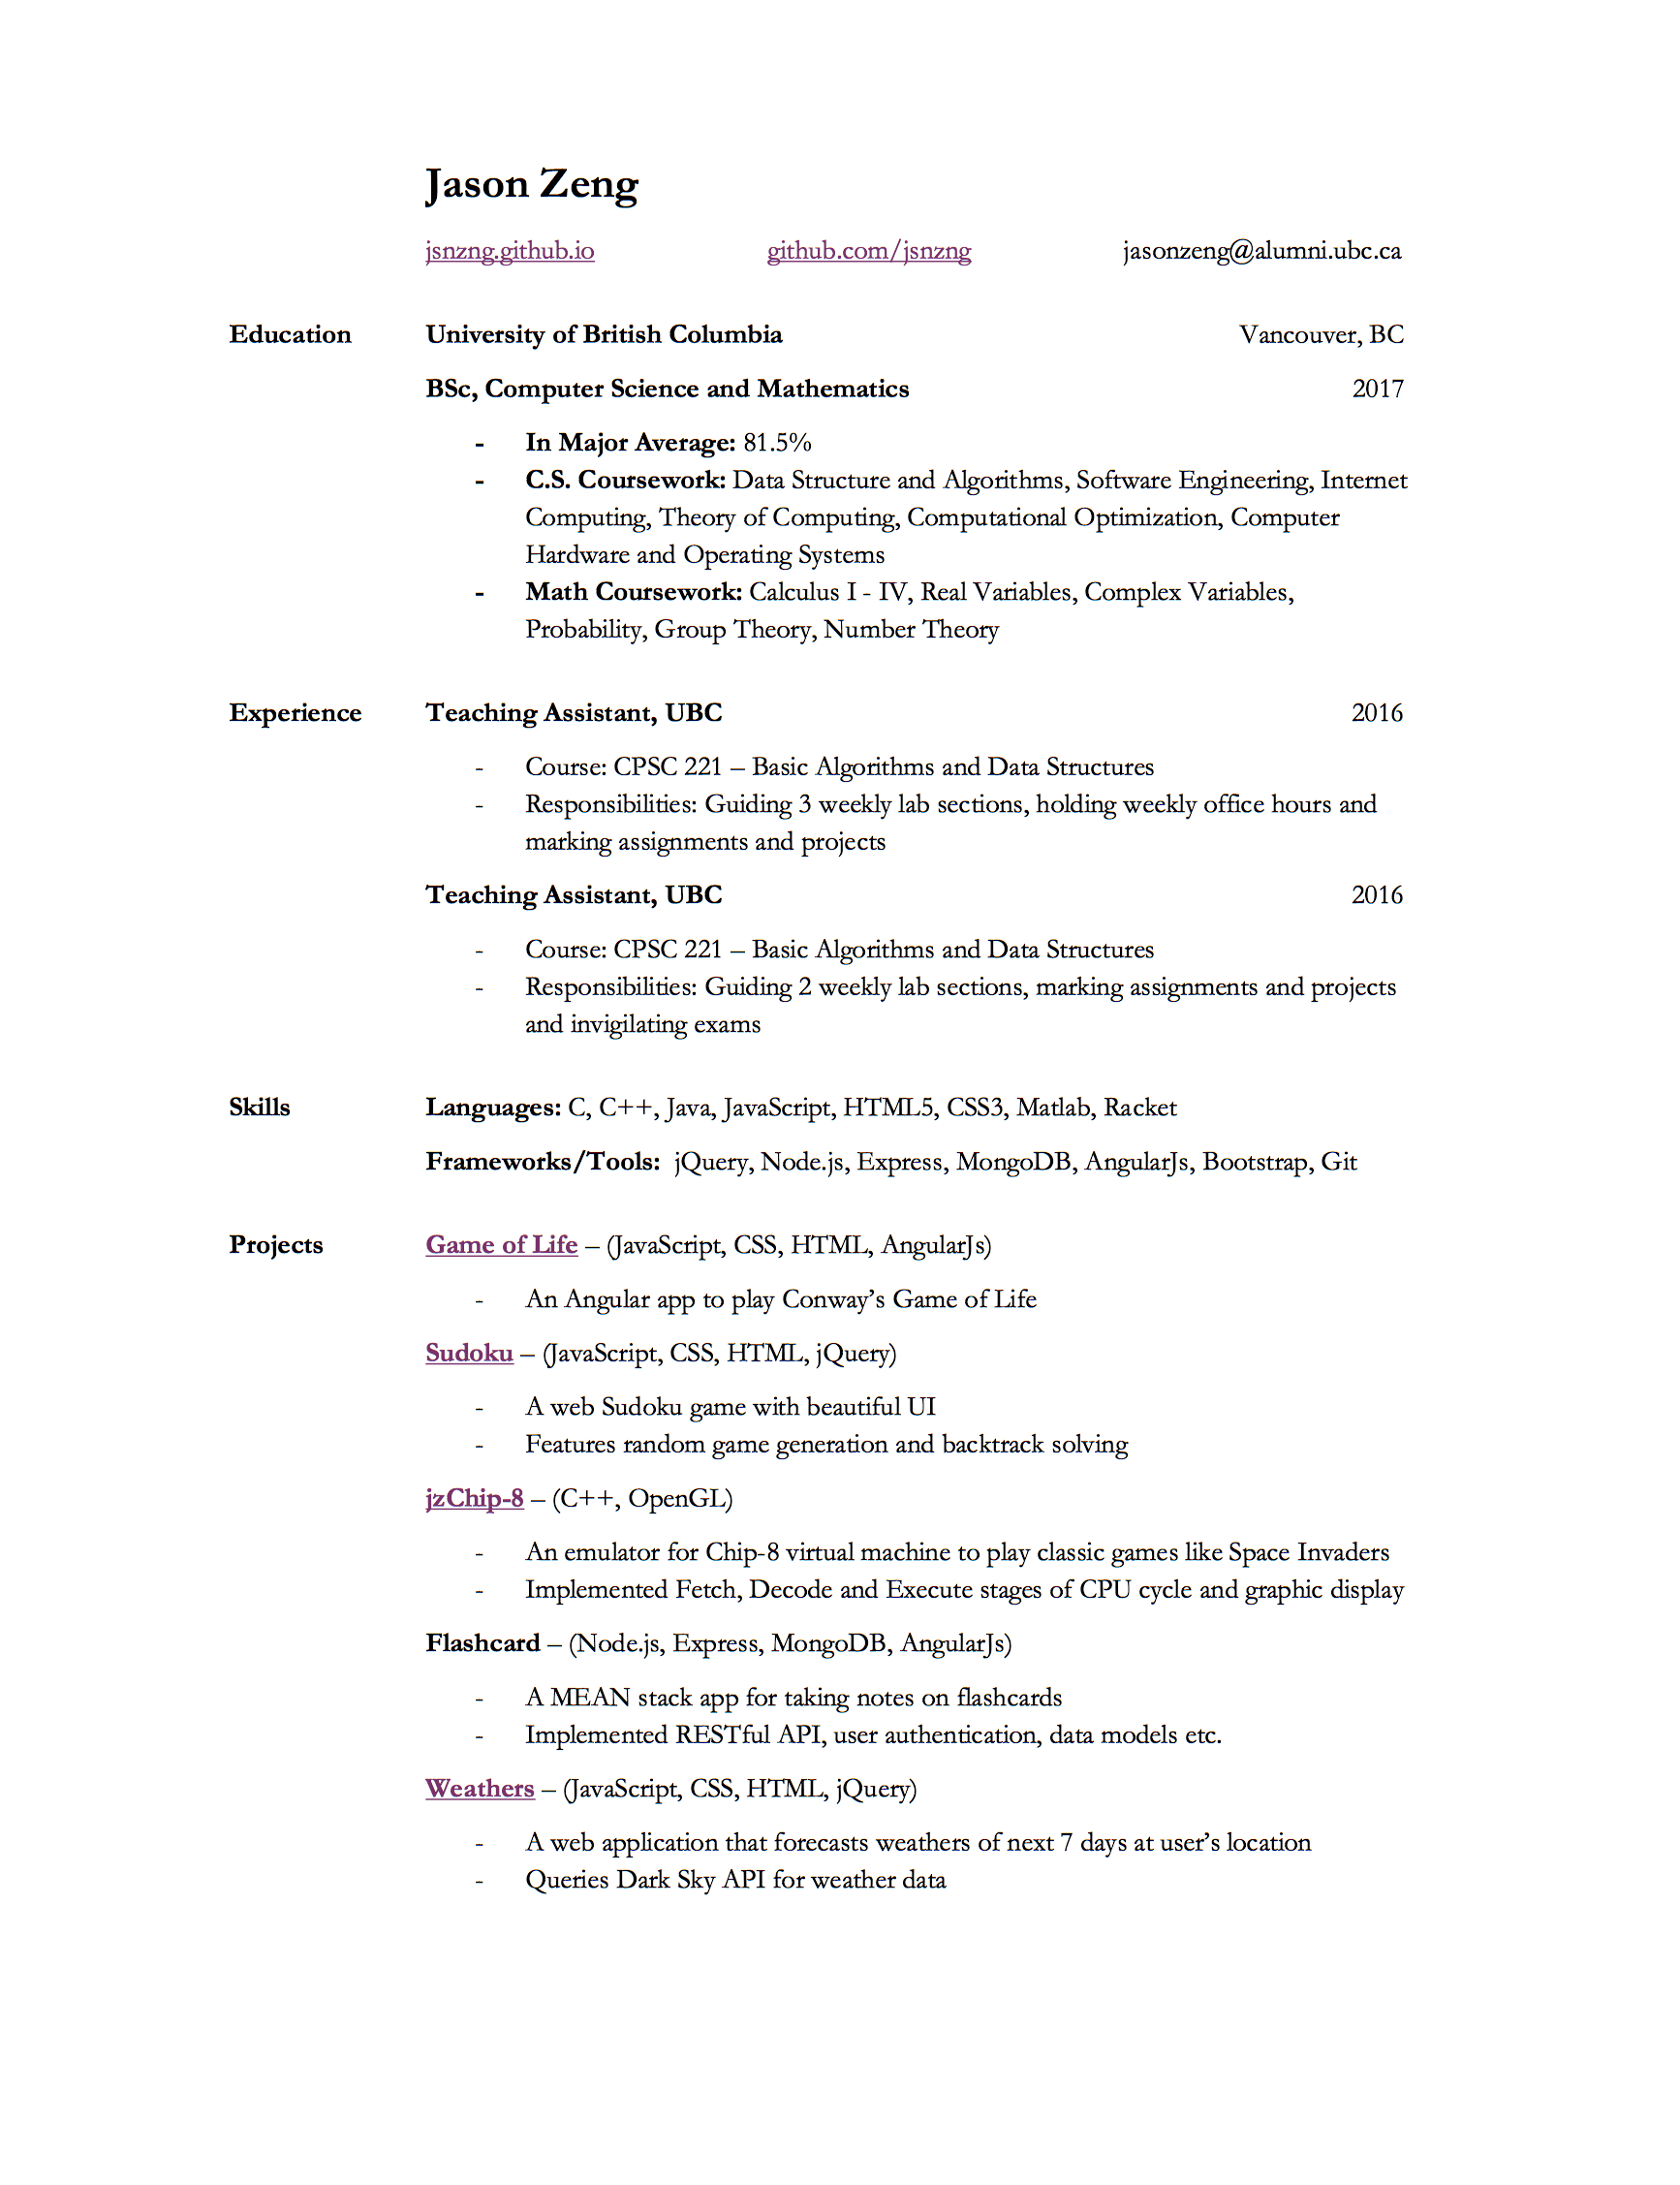 Jason Zeng
jsnzng.github.io github.com/jsnzng jasonzeng@alumni.ubc.ca
Education University of British Columbia Vancouver, BC
BSc, Computer Science and Mathematics 2017
- In Major Average: 81.5%
- C.S. Coursework: Data Structure and Algorithms, Software Engineering, Internet
Computing, Theory of Computing, Computational Optimization, Computer
Hardware and Operating Systems
- Math Coursework: Calculus I - IV, Real Variables, Complex Variables,
Probability, Group Theory, Number Theory
Experience Teaching Assistant, UBC 2016
- Course: CPSC 221 – Basic Algorithms and Data Structures
- Responsibilities: Guiding 3 weekly lab sections, holding weekly office hours and
marking assignments and projects
Teaching Assistant, UBC 2016
- Course: CPSC 221 – Basic Algorithms and Data Structures
- Responsibilities: Guiding 2 weekly lab sections, marking assignments and projects
and invigilating exams
Skills Languages: C, C++, Java, JavaScript, HTML5, CSS3, Matlab, Racket
Frameworks/Tools: jQuery, Node.js, Express, MongoDB, AngularJs, Bootstrap, Git
Projects Game of Life – (JavaScript, CSS, HTML, AngularJs)
- An Angular app to play Conway’s Game of Life
Sudoku – (JavaScript, CSS, HTML, jQuery)
- A web Sudoku game with beautiful UI
- Features random game generation and backtrack solving
jzChip-8 – (C++, OpenGL)
- An emulator for Chip-8 virtual machine to play classic games like Space Invaders
- Implemented Fetch, Decode and Execute stages of CPU cycle and graphic display
Flashcard – (Node.js, Express, MongoDB, AngularJs)
- A MEAN stack app for taking notes on flashcards
- Implemented RESTful API, user authentication, data models etc.
Weathers – (JavaScript, CSS, HTML, jQuery)
- A web application that forecasts weathers of next 7 days at user’s location
- Queries Dark Sky API for weather data